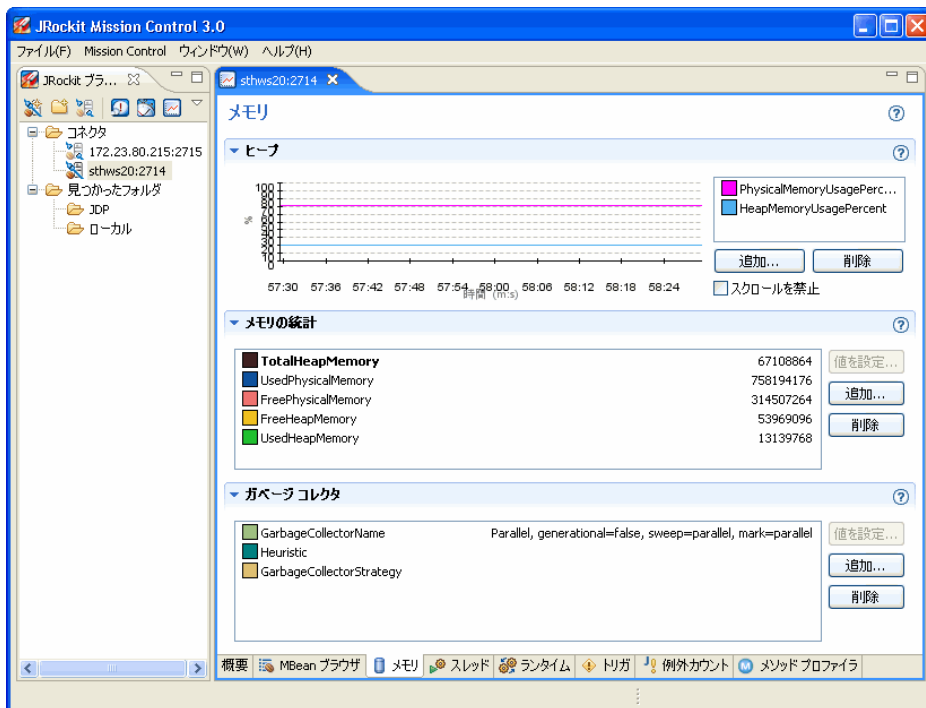 JRockit Mission Control 3.0
ファイル(F) Mission Control ウィンドウ(W) ヘルプ(H)
JRockit ブラ...
コネクタ
172.23.80.215:2715
sthws20:2714
見つかったフォルダ
JDP
ローカル
sthws20:2714
メモリ
ヒープ
100
90
80
70
60
50
40
30
20
10
0
%
57:30 57:36 57:42 57:48 57:54 58:00 58:06 58:12 58:18 58:24
時間 (m:s)
PhysicalMemoryUsagePerc...
HeapMemoryUsagePercent
追加... 削除
スクロールを禁止
メモリの統計
TotalHeapMemory 67108864
UsedPhysicalMemory 758194176
FreePhysicalMemory 314507264
FreeHeapMemory 53969096
UsedHeapMemory 13139768
値を設定...
追加...
削除
ガベージ コレクタ
GarbageCollectorName Parallel, generational=false, sweep=parallel, mark=parallel
Heuristic
GarbageCollectorStrategy
値を設定...
追加...
削除
概要 MBean ブラウザ メモリ スレッド ランタイム トリガ 例外カウント メソッド プロファイラ